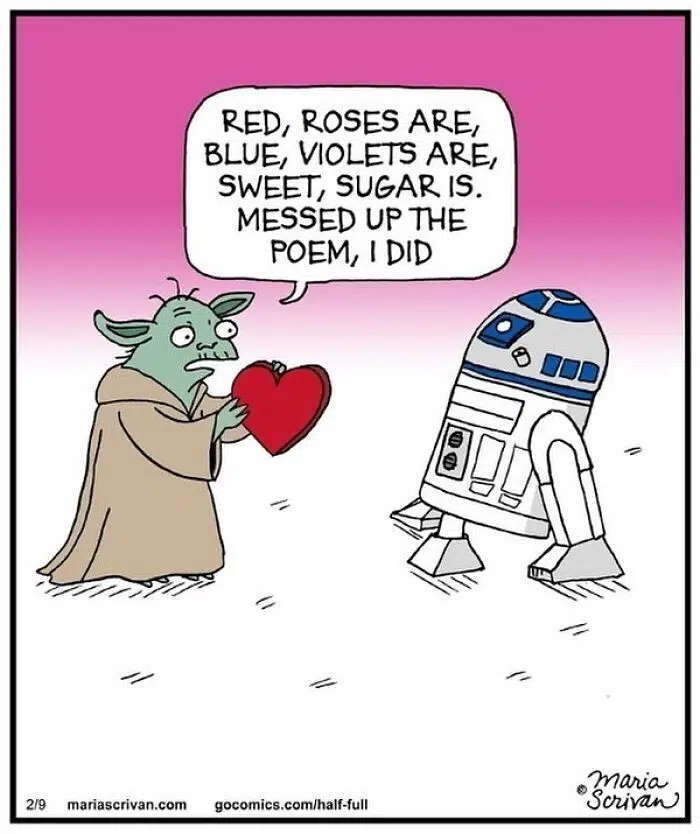 RED, ROSES ARE,
BLUE, VIOLETS ARE,
SWEET, SUGAR IS.
MESSED UP THE
POEM, I DID
2/9 mariascrivan.com gocomics.com/half-full
Maria
Scrivan